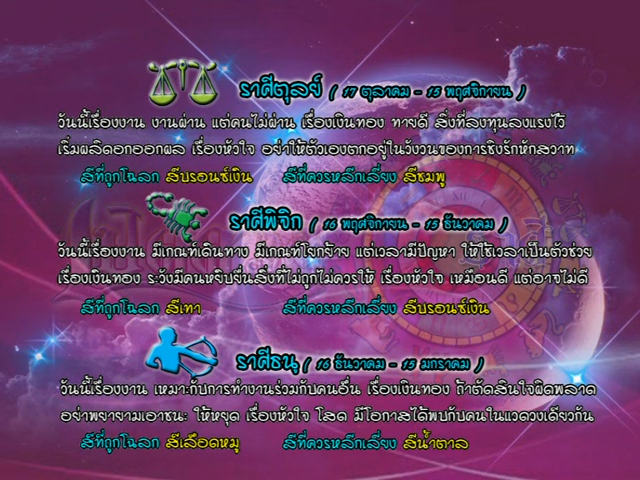 ราศีตุลย์ ( 17 ตุลาคม - 15 พฤศจิกายน )
วันนี้เรื่องงาน งานผ่าน แต่คนไม่ผ่าน เรื่องเงินทอง ทายดี สิ่งที่ลงทุนลงแรงไว้
เริ่มผลิดอกออกผล เรื่องหัวใจ อย่าให้ตัวเองตกอยู่ในวังวนของการชิงรักหักสวาท
สีที่ถูกโฉลก สีบรอนซ์เงิน สีที่ควรหลีกเลี่ยง สีชมพู
ราศีพิจิก ( 16 พฤศจิกายน - 15 ธันวาคม )
วันนี้เรื่องงาน มีเกณฑ์เดินทาง มีเกณฑ์โยกย้าย แต่เวลามีปัญหา ให้ใช้เวลาเป็นตัวช่วย
เรื่องเงินทอง ระวังมีคนหยิบยื่นสิ่งที่ไม่ถูกไม่ควรให้ เรื่องหัวใจ เหมือนดี แต่อาจไม่ดี
สีที่ถูกโฉลก สีเทา สีที่ควรหลีกเลี่ยง สีบรอนซ์เงิน
ราศีธนู ( 16 ธันวาคม - 15 มกราคม )
วันนี้เรื่องงาน เหมาะกับการทำงานร่วมกับคนอื่น เรื่องเงินทอง ถ้าตัดสินใจผิดพลาด
อย่าพยายามเอาชนะ ให้หยุด เรื่องหัวใจ โสด มีโอกาสได้พบกับคนในแวดวงเดียวกัน
สีที่ถูกโฉลก สีเลือดหมู สีที่ควรหลีกเลี่ยง สีน้ำตาล